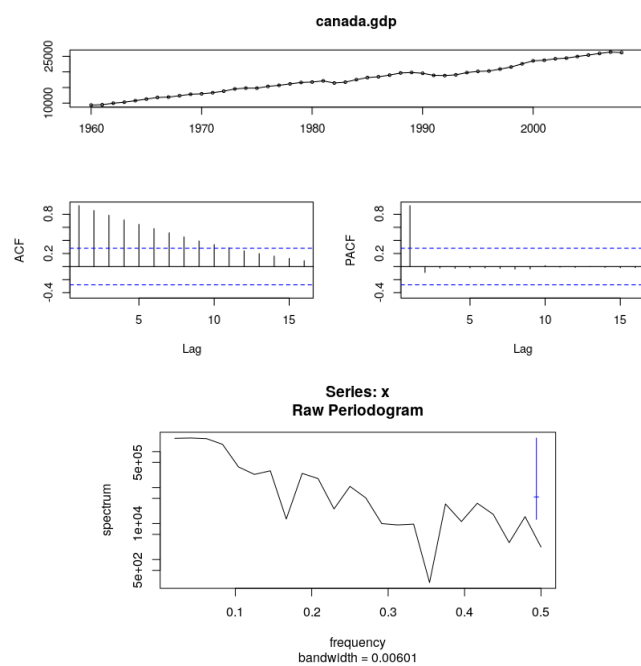 canada.gdp
25000
10000
1960 1970 1980 1990 2000
ACF
0.8
0.2
-0.4
5 10 15
Lag
PACF
0.8
0.2
-0.4
5 10 15
Lag
Series: x
Raw Periodogram
spectrum
5e+05
1e+04
5e+02
0.1 0.2 0.3 0.4 0.5
frequency
bandwidth = 0.00601